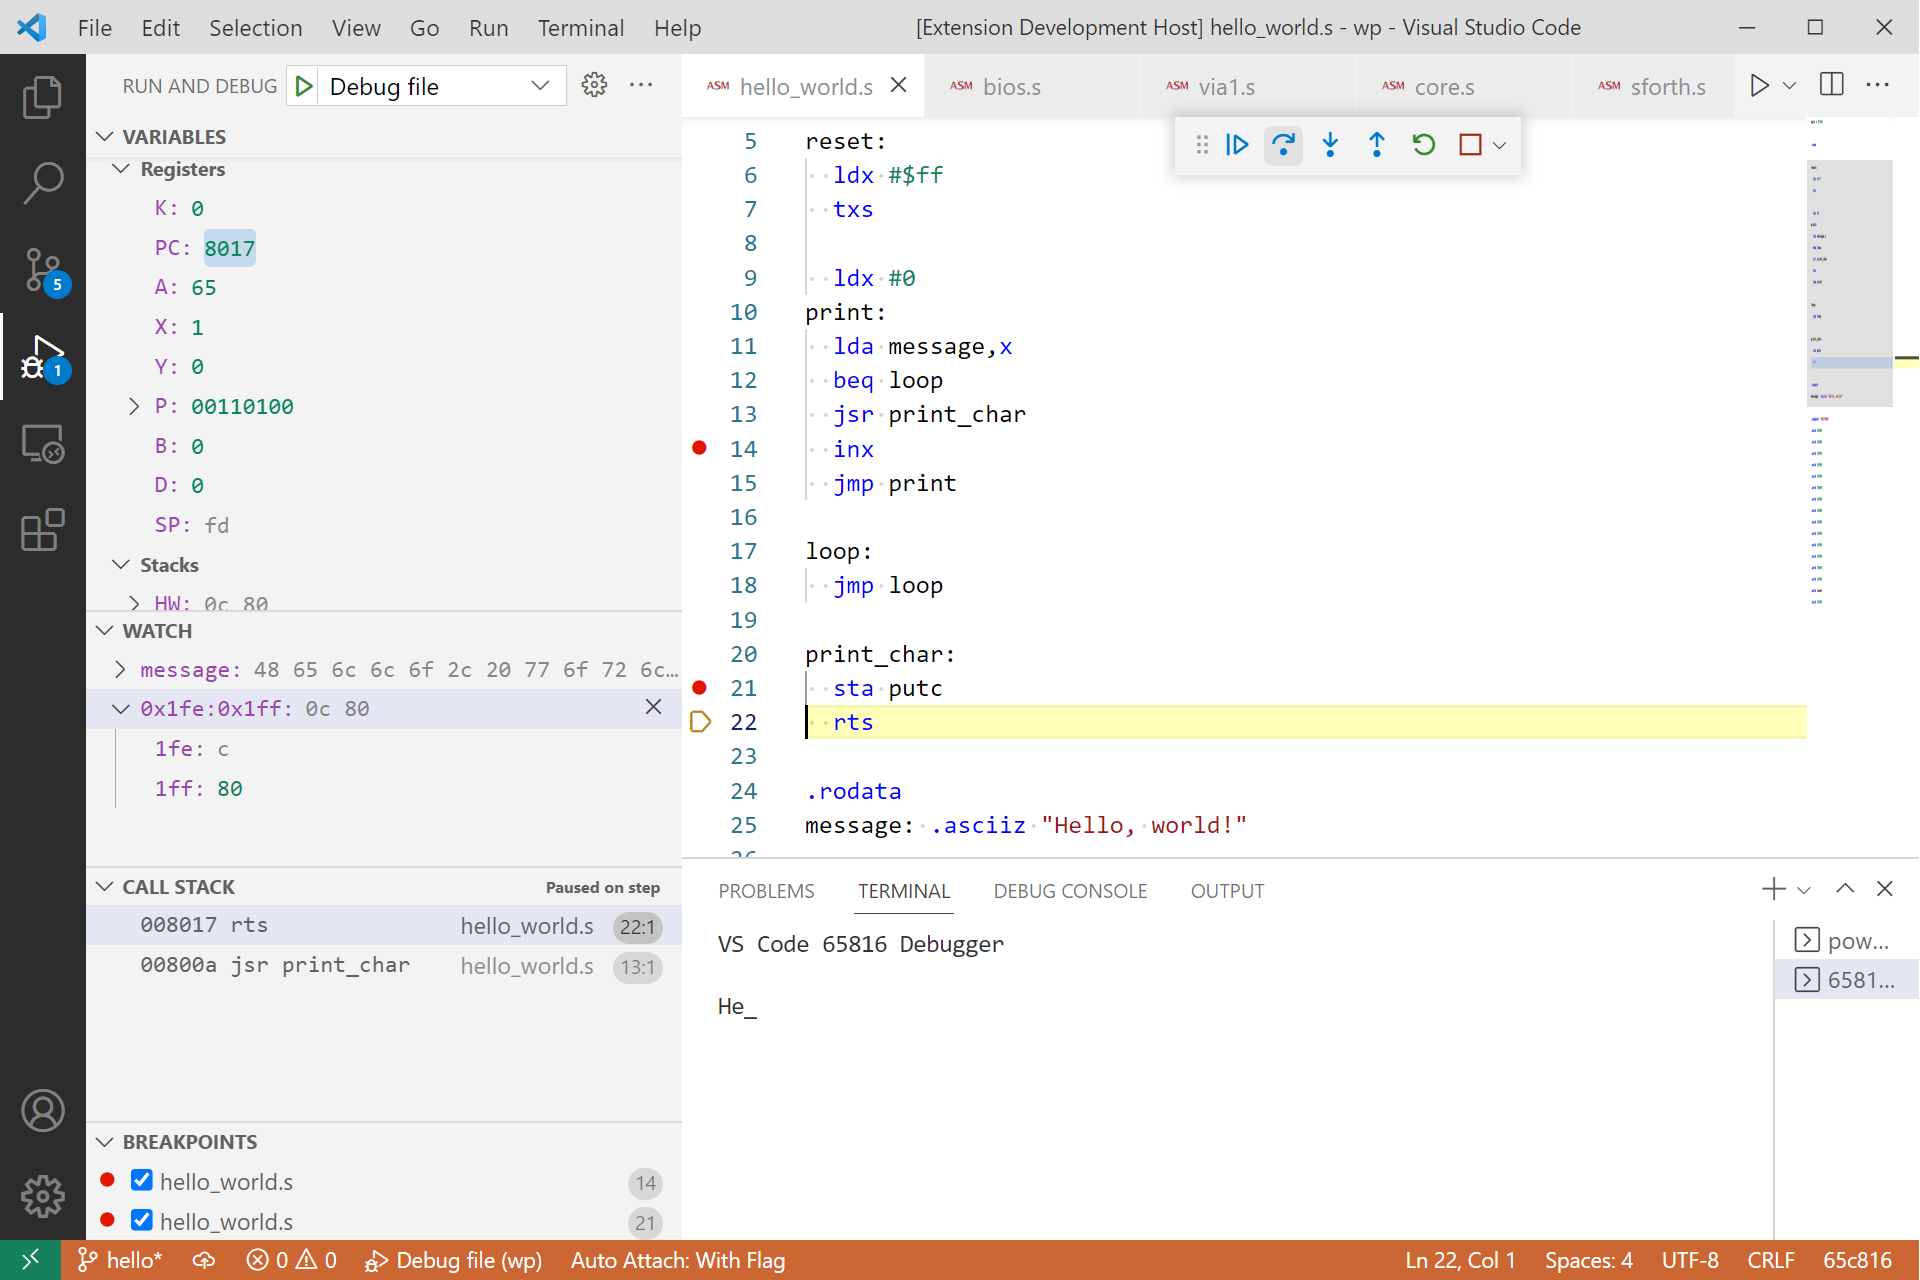 File Edit Selection View Go Run Terminal Help [Extension Development Host] hello_world.s - wp - Visual Studio Code
RUN AND DEBUG Debug file
ASM hello_world.s ASM bios.s ASM via1.s ASM core.s ASM sforth.s
VARIABLES
Registers
K: 0
PC: 8017
A: 65
X: 1
Y: 0
P: 00110100
B: 0
D: 0
SP: fd
Stacks
HW: 0c 80
WATCH
message: 48 65 6c 6c 6f 2c 20 77 6f 72 6c…
0x1fe:0x1ff: 0c 80
1fe: c
1ff: 80
CALL STACK Paused on step
008017 rts hello_world.s 22:1
00800a jsr print_char hello_world.s 13:1
BREAKPOINTS
hello_world.s 14
hello_world.s 21
5
1
5 reset:
6 ldx #$ff
7 txs
8
9 ldx #0
10 print:
11 lda message,x
12 beq loop
13 jsr print_char
14 inx
15 jmp print
16
17 loop:
18 jmp loop
19
20 print_char:
21 sta putc
22 rts
23
24 .rodata
25 message: .asciiz "Hello, world!"
26
PROBLEMS TERMINAL DEBUG CONSOLE OUTPUT
VS Code 65816 Debugger
He_
pow…
6581…
hello* 0 0 Debug file (wp) Auto Attach: With Flag Ln 22, Col 1 Spaces: 4 UTF-8 CRLF 65c816